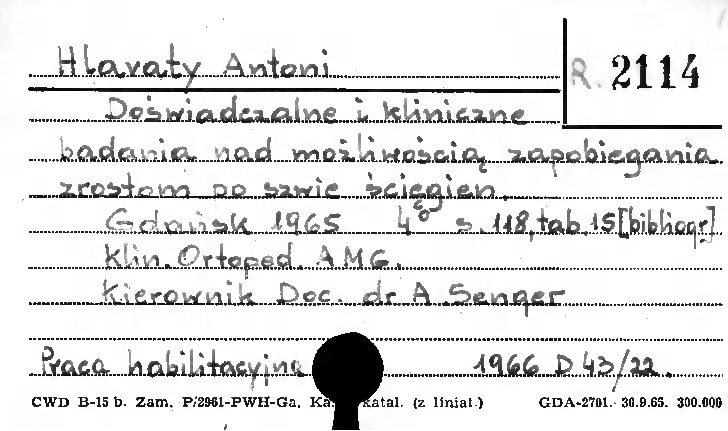 Hlavaty Antoni
R. 2114
Doświadczalne i kliniczne
badania nad możliwością zapobiegania
zrostom po szwie ścięgien.
Gdańsk 1965 4° s. 118, tab. 15 [bibliogr]
Klin. Ortoped. AMG.
Kierownik Doc. dr A. Senger
Praca habilitacyjna 1966 D 43/22.
CWD B-15 b. Zam. P/2961-PWH-Ga, katal. (z liniat.) GDA-2701. 30.9.65. 300.000